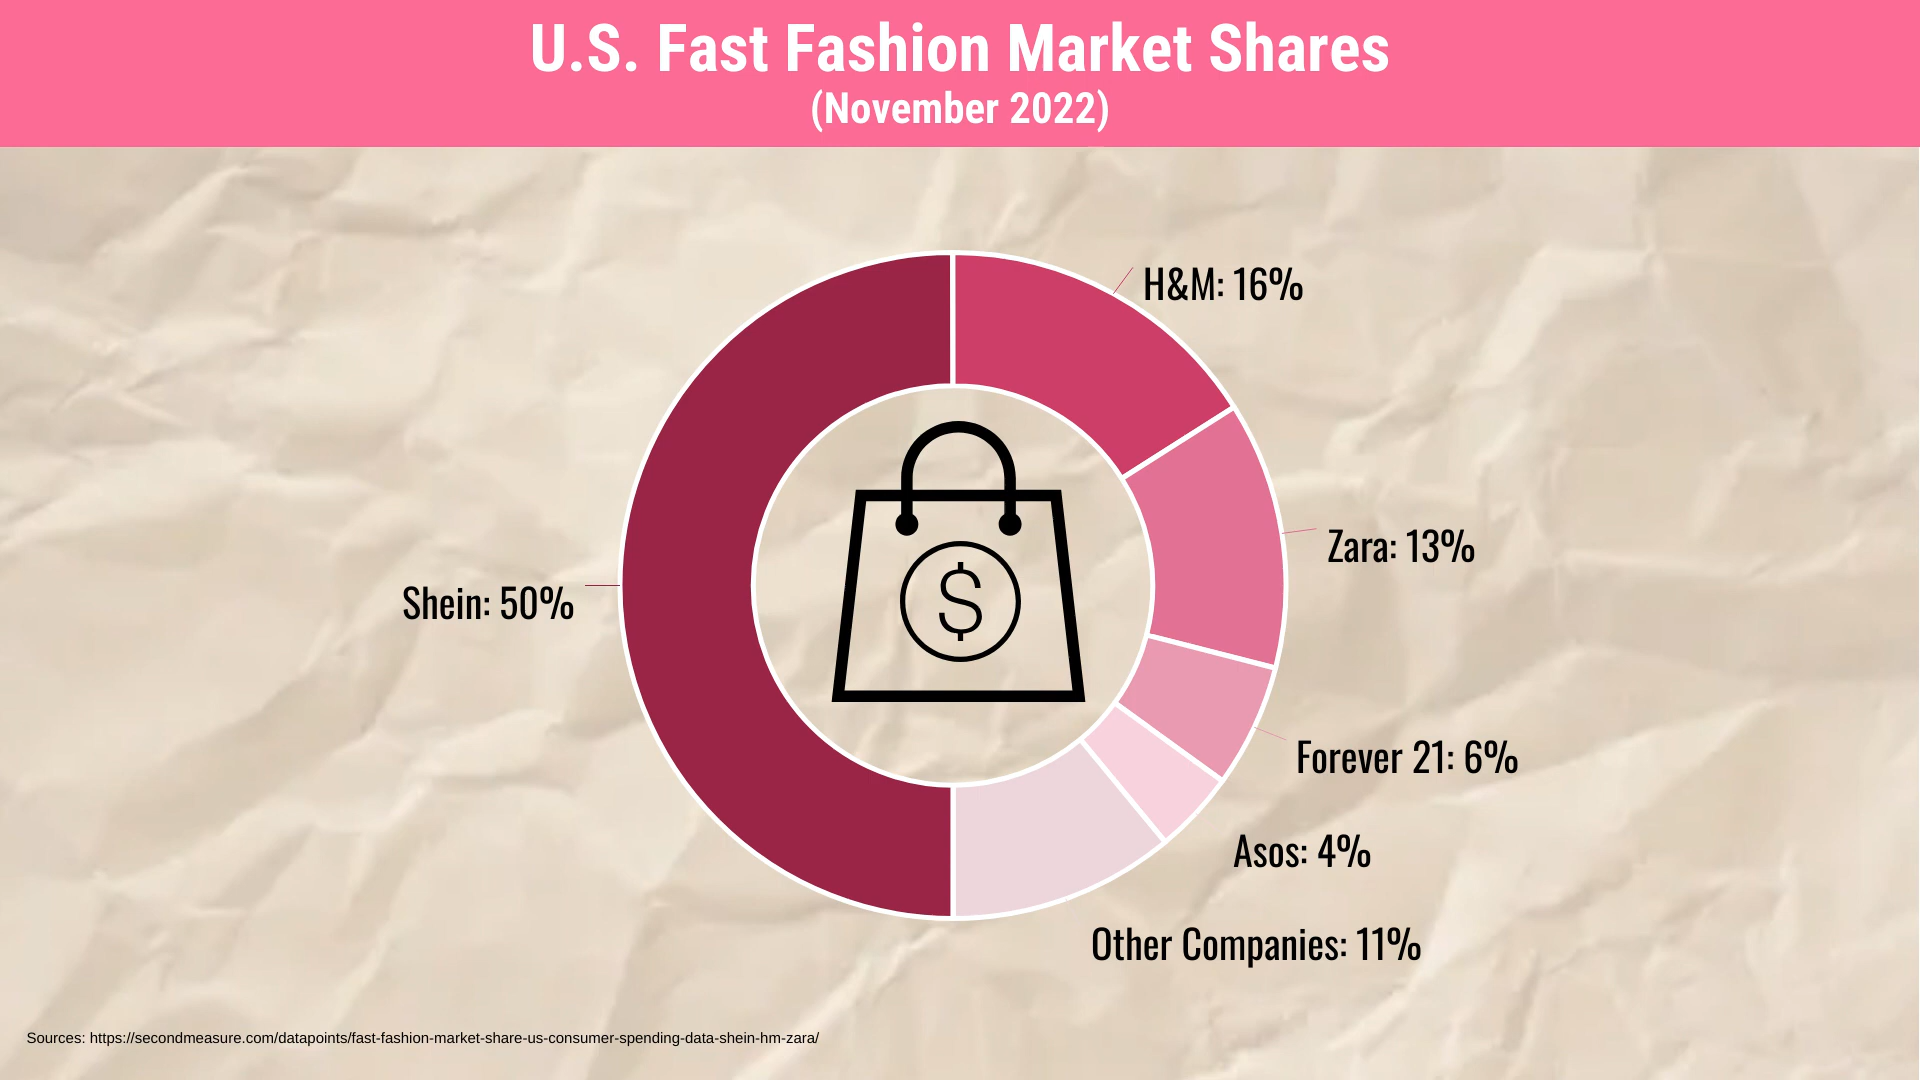 U.S. Fast Fashion Market Shares
(November 2022)
H&M: 16%
Zara: 13%
Shein: 50%
$
Forever 21: 6%
Asos: 4%
Other Companies: 11%
Sources: https://secondmeasure.com/datapoints/fast-fashion-market-share-us-consumer-spending-data-shein-hm-zara/